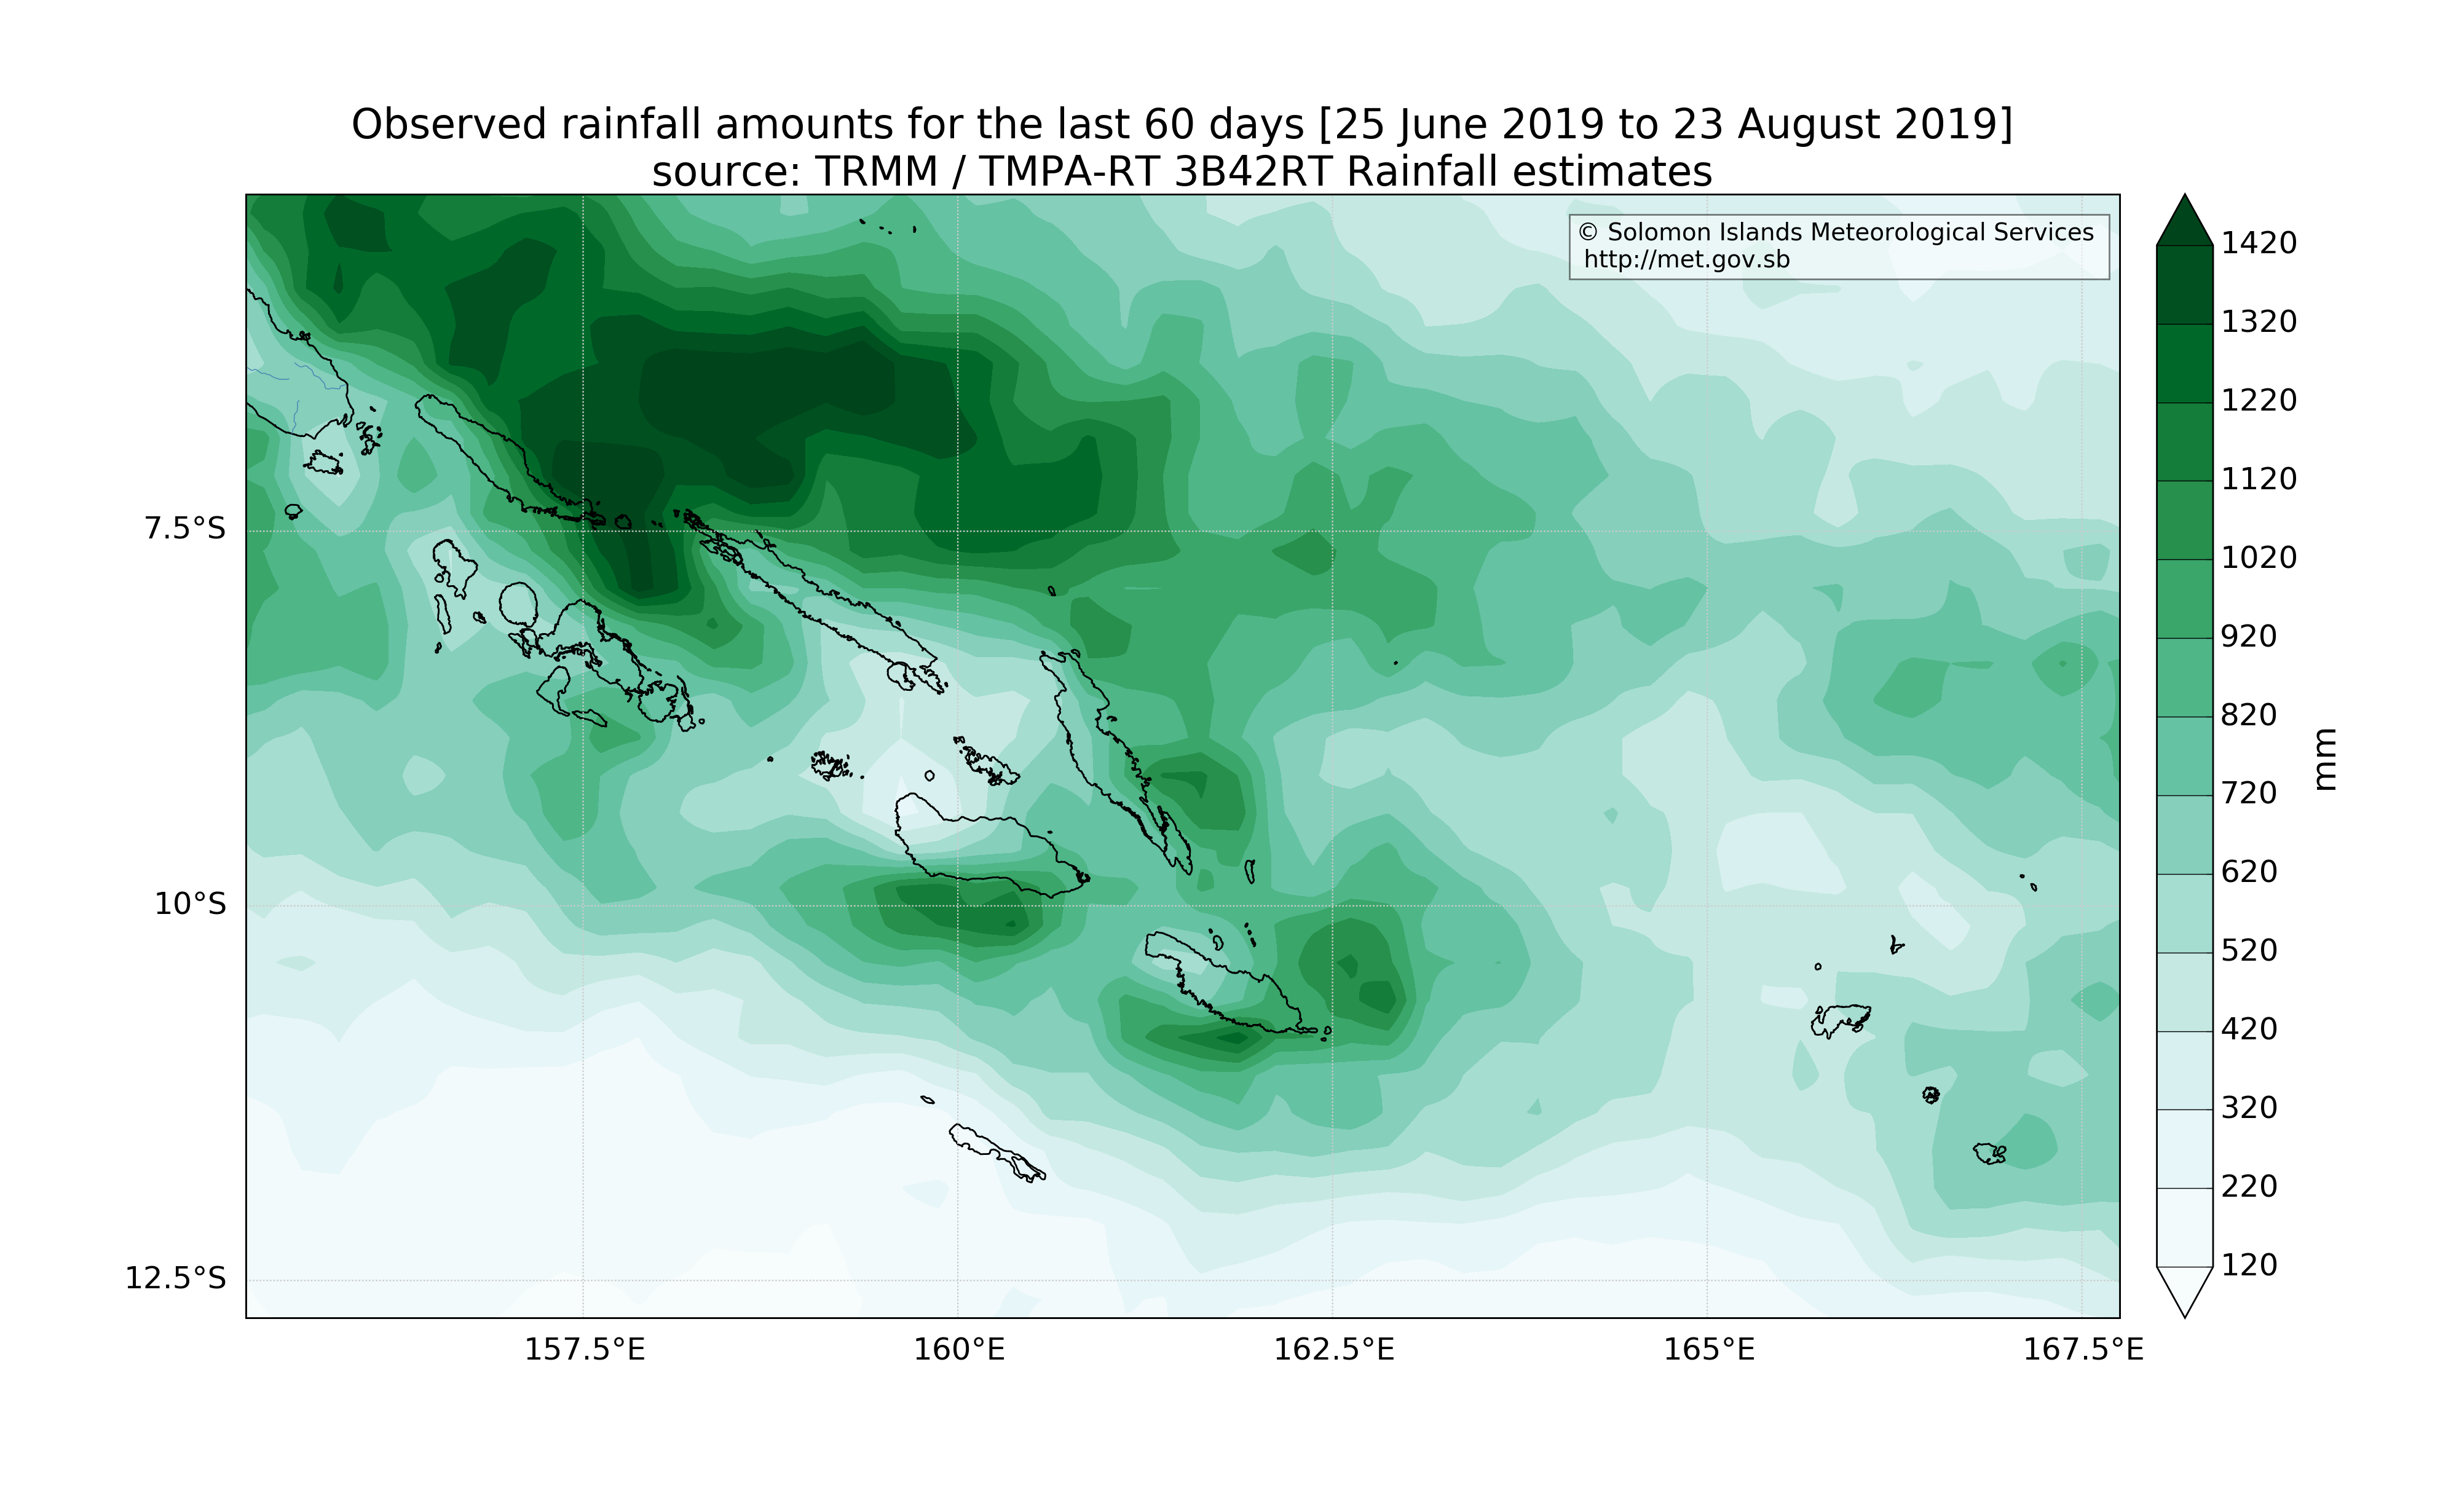 Observed rainfall amounts for the last 60 days [25 June 2019 to 23 August 2019]
source: TRMM / TMPA-RT 3B42RT Rainfall estimates
© Solomon Islands Meteorological Services
http://met.gov.sb
7.5°S
10°S
12.5°S
157.5°E
160°E
162.5°E
165°E
167.5°E
1420
1320
1220
1120
1020
920
820
720
620
520
420
320
220
120
mm